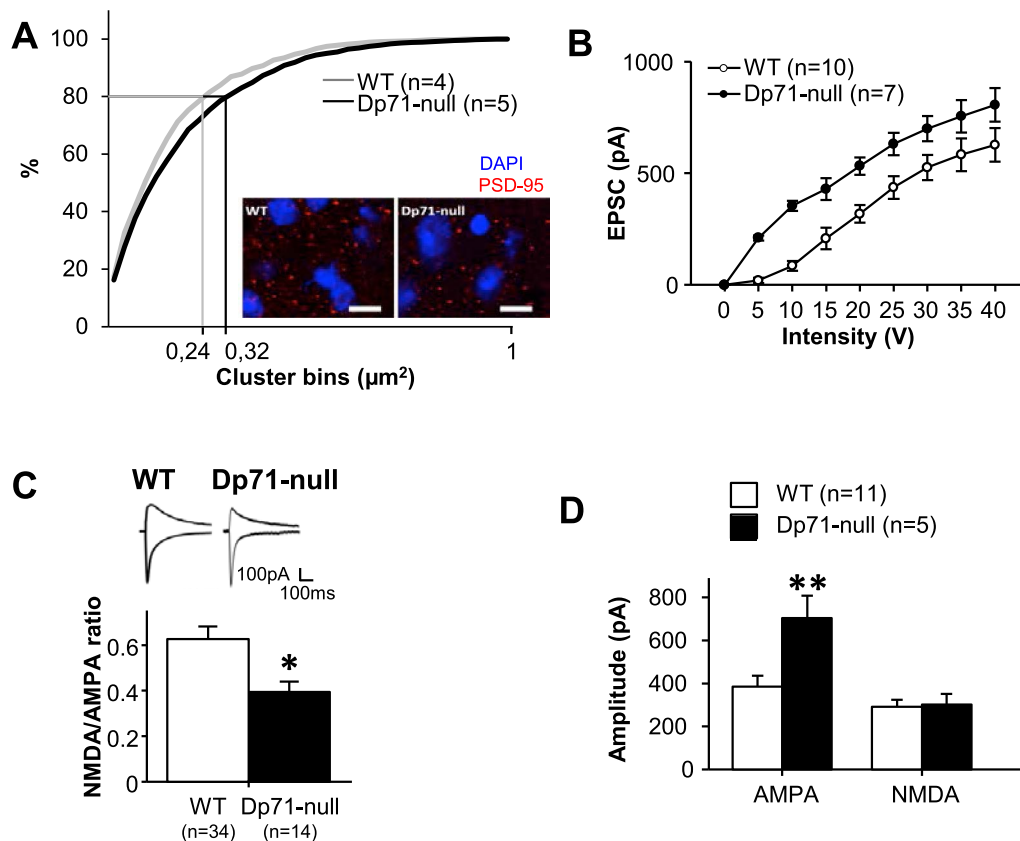 A
100
80
60
40
20
0
%
WT (n=4)
Dp71-null (n=5)
DAPI
PSD-95
WT
Dp71-null
0,24
0,32
1
Cluster bins (µm²)
B
WT (n=10)
Dp71-null (n=7)
1000
500
0
EPSC (pA)
0 5 10 15 20 25 30 35 40
Intensity (V)
C
WT Dp71-null
100pA
100ms
NMDA/AMPA ratio
0.6
0.4
0.2
0
*
WT Dp71-null
(n=34) (n=14)
D
WT (n=11)
Dp71-null (n=5)
Amplitude (pA)
800
600
400
200
0
**
AMPA NMDA